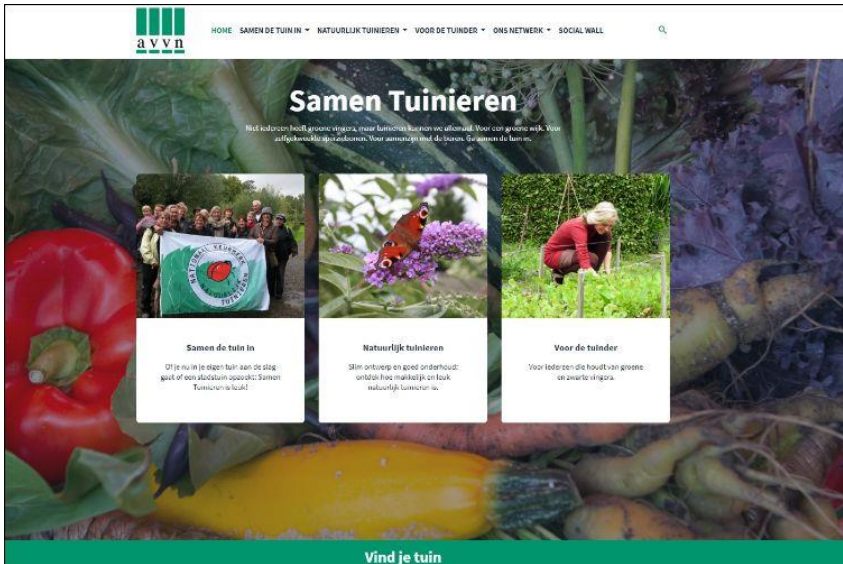 avvn
HOME SAMEN DE TUIN IN NATUURLIJK TUINIEREN VOOR DE TUINDER ONS NETWERK SOCIAL WALL
Samen Tuinieren
Niet iedereen heeft groene vingers, maar tuinieren kunnen we allemaal. Voor een groene wijk. Voor
zelfgekweekte sperziebonen. Voor samenzijn met de buren. Ga samen de tuin in.
NATIONAAL KEURMERK
NATUURLIJK TUINIEREN
Samen de tuin in
Of je nu in je eigen tuin aan de slag
gaat of een stadstuin opzoekt: Samen
Tuinieren is leuk!
Natuurlijk tuinieren
Slim ontwerp en goed onderhoud:
ontdek hoe makkelijk en leuk
natuurlijk tuinieren is.
Voor de tuinder
Voor iedereen die houdt van groene
en zwarte vingers.
Vind je tuin